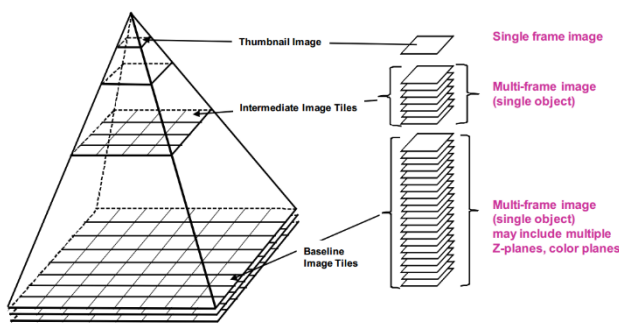 Thumbnail Image
Single frame image
Intermediate Image Tiles
Multi-frame image
(single object)
Baseline
Image Tiles
Multi-frame image
(single object)
may include multiple
Z-planes, color planes